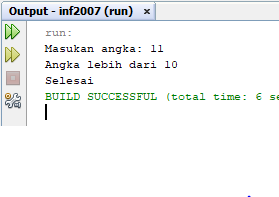 Output - inf2007 (run)
run:
Masukan angka: 11
Angka lebih dari 10
Selesai
BUILD SUCCESSFUL (total time: 6 se